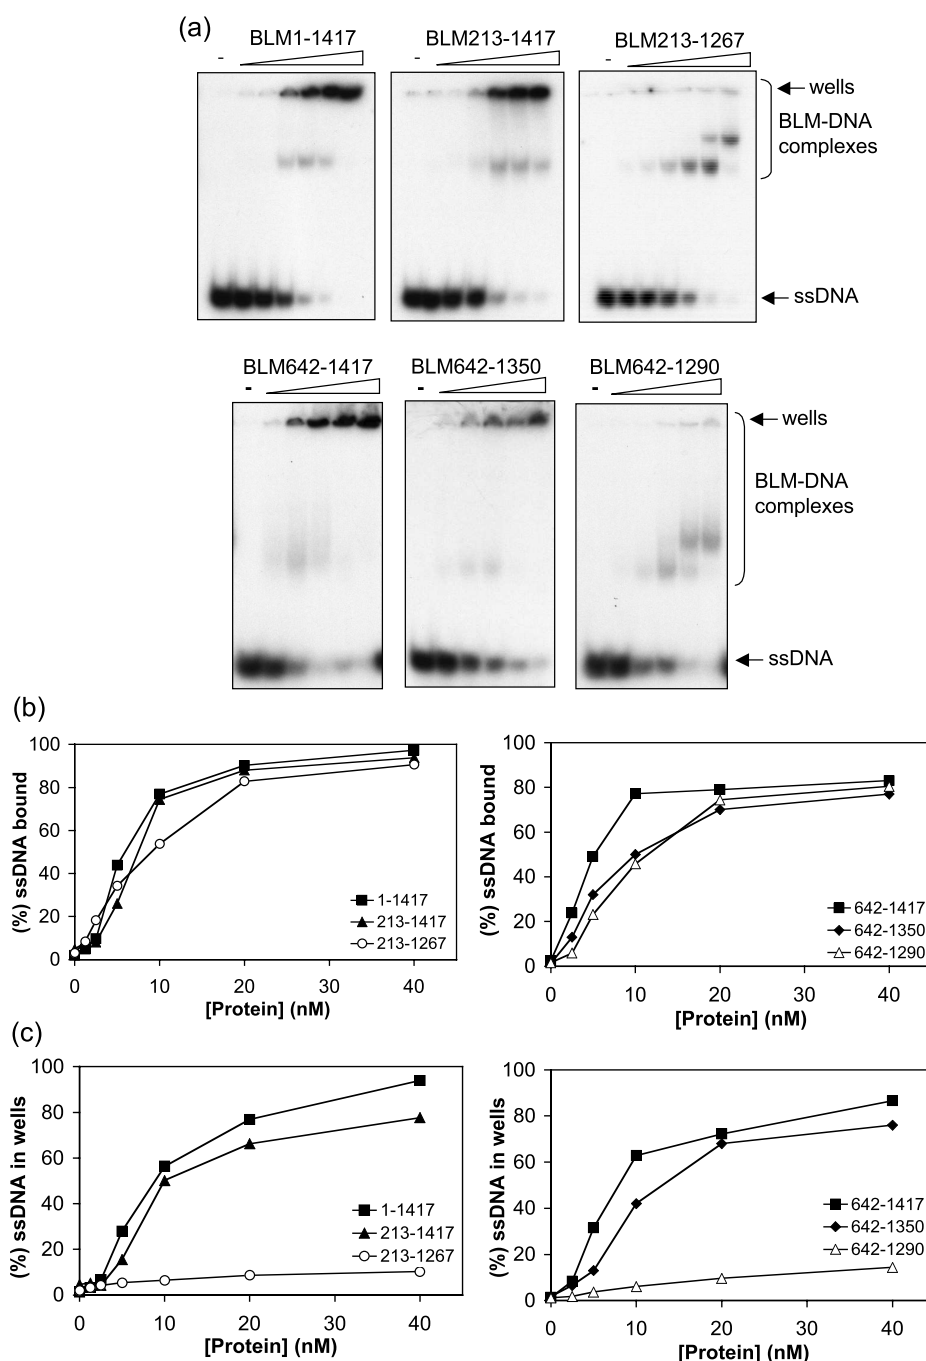 (a)
BLM1-1417
BLM213-1417
BLM213-1267
-
-
-
wells
BLM-DNA
complexes
ssDNA
BLM642-1417
BLM642-1350
BLM642-1290
-
-
-
wells
BLM-DNA
complexes
ssDNA
(b)
(%) ssDNA bound
100
80
60
40
20
0
0 10 20 30 40
[Protein] (nM)
1-1417
213-1417
213-1267
(%) ssDNA bound
100
80
60
40
20
0
0 10 20 30 40
[Protein] (nM)
642-1417
642-1350
642-1290
(c)
(%) ssDNA in wells
100
80
60
40
20
0
0 10 20 30 40
[Protein] (nM)
1-1417
213-1417
213-1267
(%) ssDNA in wells
100
80
60
40
20
0
0 10 20 30 40
[Protein] (nM)
642-1417
642-1350
642-1290